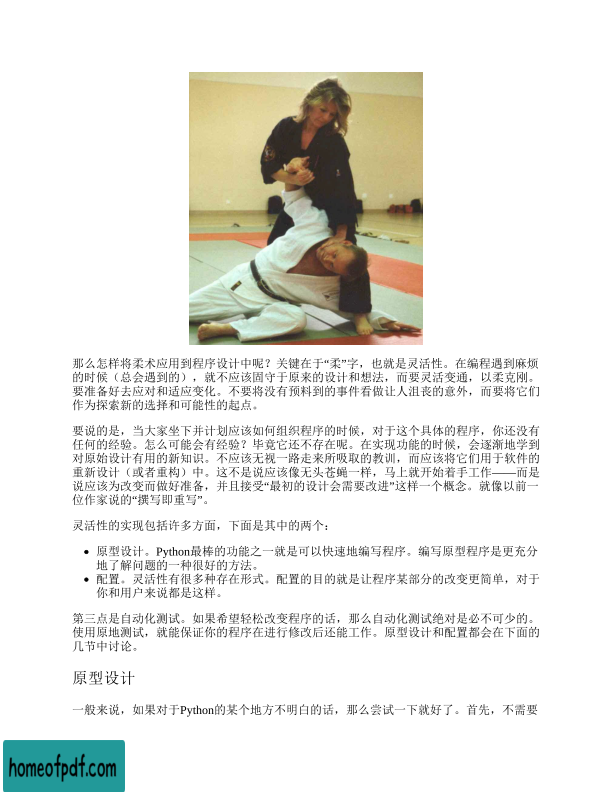 那么怎样将柔术应用到程序设计中呢？关键在于“柔”字，也就是灵活性。在编程遇到麻烦
的时候（总会遇到的），就不应该固守于原来的设计和想法，而要灵活变通，以柔克刚。
要准备好去应对和适应变化。不要将没有预料到的事件看做让人沮丧的意外，而要将它们
作为探索新的选择和可能性的起点。
要说的是，当大家坐下并计划应该如何组织程序的时候，对于这个具体的程序，你还没有
任何的经验。怎么可能会有经验？毕竟它还不存在呢。在实现功能的时候，会逐渐地学到
对原始设计有用的新知识。不应该无视一路走来所吸取的教训，而应该将它们用于软件的
重新设计（或者重构）中。这不是说应该像无头苍蝇一样，马上就开始着手工作——而是
说应该为改变而做好准备，并且接受“最初的设计会需要改进”这样一个概念。就像以前一
位作家说的“撰写即重写”。
灵活性的实现包括许多方面，下面是其中的两个：
● 原型设计。Python最棒的功能之一就是可以快速地编写程序。编写原型程序是更充分
地了解问题的一种很好的方法。
● 配置。灵活性有很多种存在形式。配置的目的就是让程序某部分的改变更简单，对于
你和用户来说都是这样。
第三点是自动化测试。如果希望轻松改变程序的话，那么自动化测试绝对是必不可少的。
使用原地测试，就能保证你的程序在进行修改后还能工作。原型设计和配置都会在下面的
几节中讨论。
原型设计
一般来说，如果对于Python的某个地方不明白的话，那么尝试一下就好了。首先，不需要
homeofpdf.com